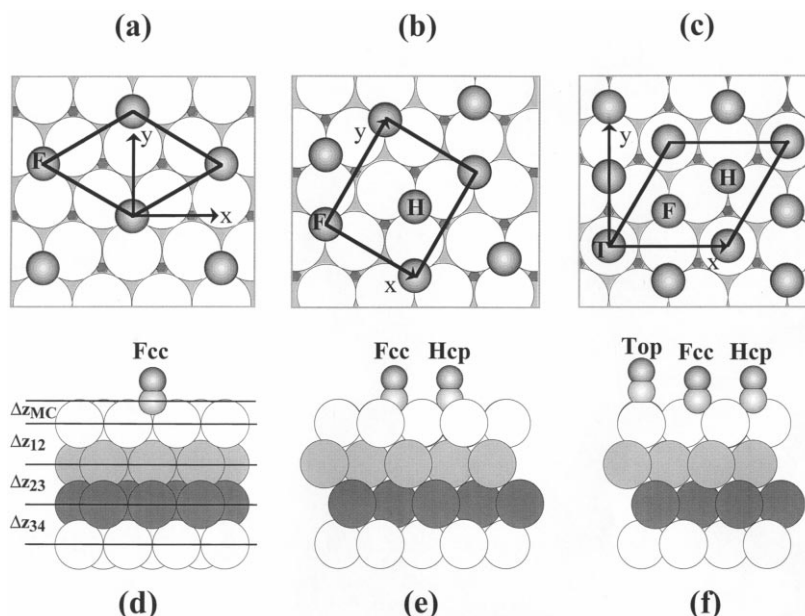 (a)
(b)
(c)
y
F
x
y
F
H
x
y
H
F
T
x
Fcc
Fcc Hcp
Top Fcc Hcp
Δz_MC
Δz_12
Δz_23
Δz_34
(d)
(e)
(f)